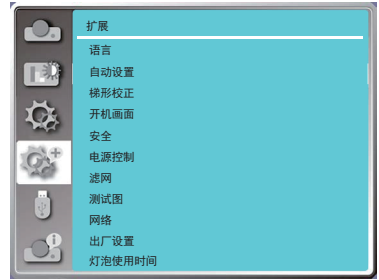 扩展
语言
自动设置
梯形校正
开机画面
安全
电源控制
滤网
测试图
网络
出厂设置
灯泡使用时间